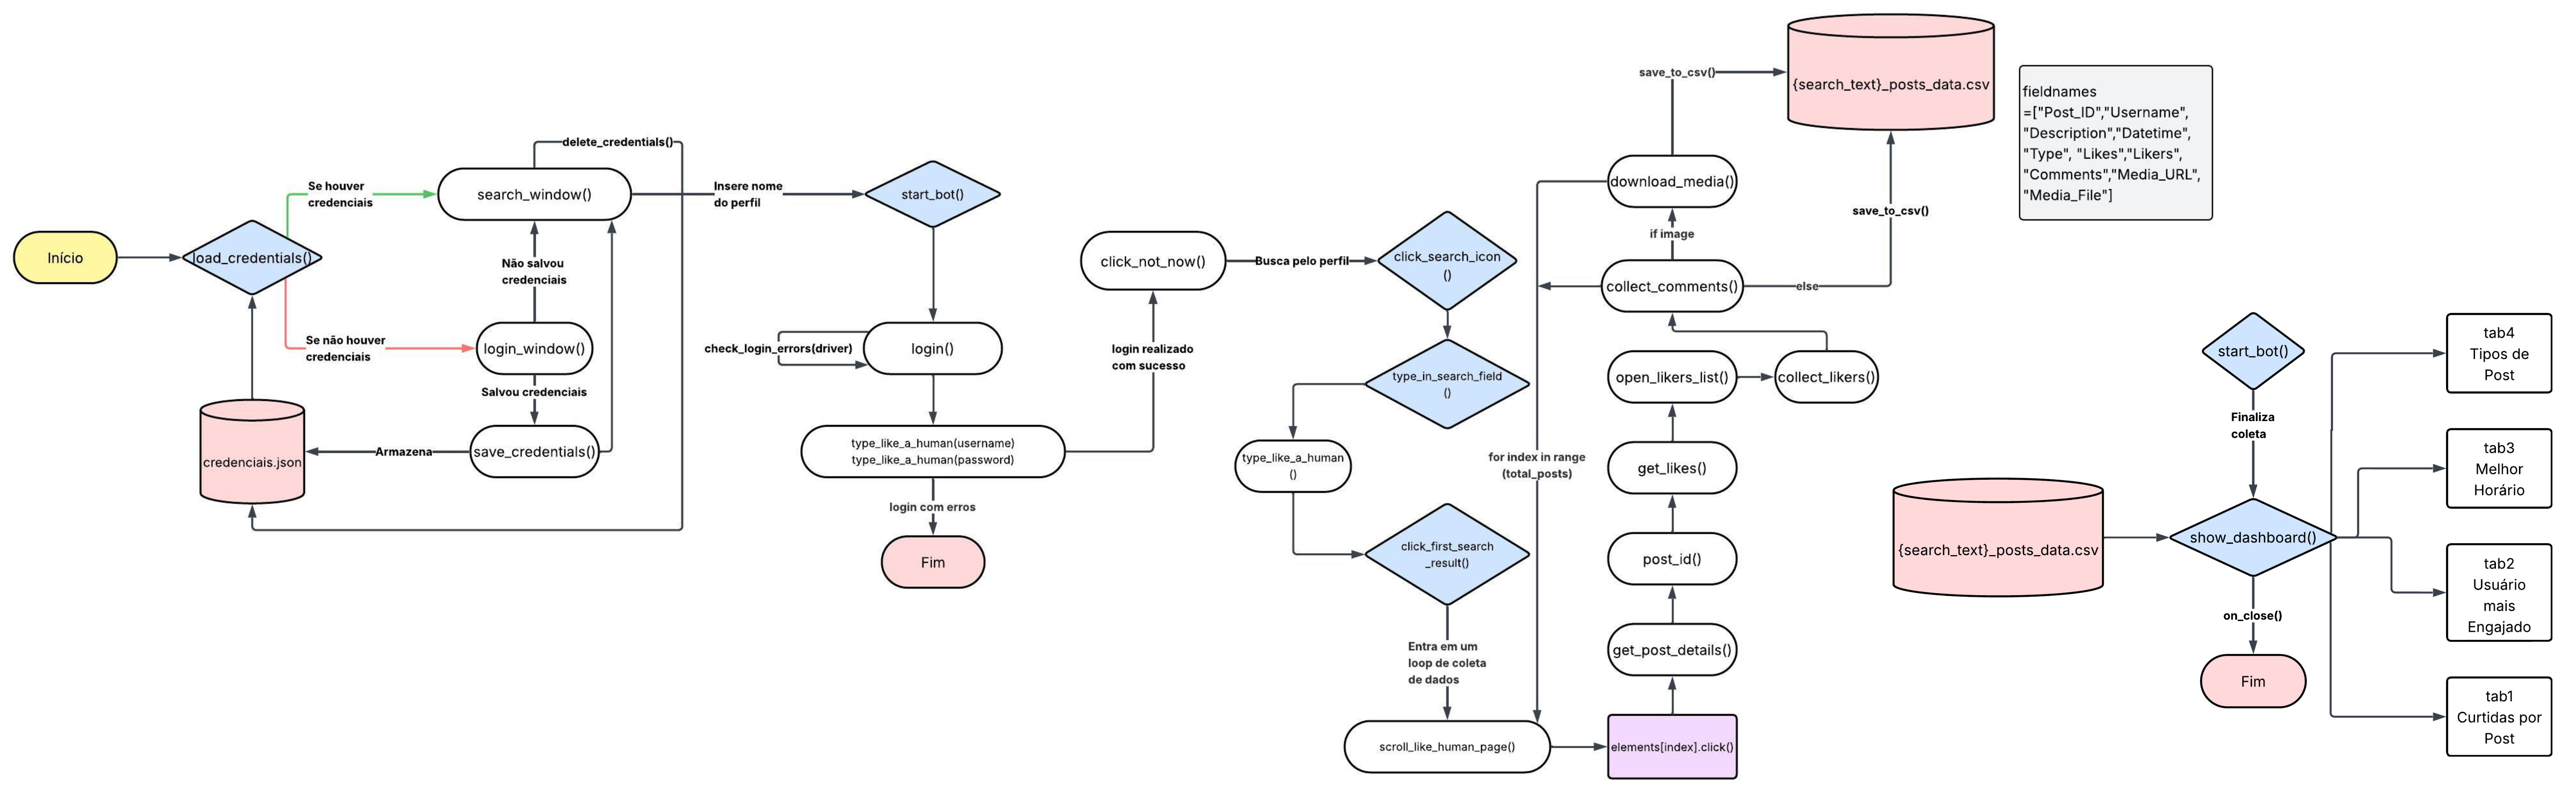 Início
load_credentials()
Se houver
credenciais
Se não houver
credenciais
credenciais.json
Armazena
delete_credentials()
search_window()
Não salvou
credenciais
login_window()
Salvou credenciais
save_credentials()
Insere nome
do perfil
start_bot()
check_login_errors(driver)
login()
type_like_a_human(username)
type_like_a_human(password)
login com erros
Fim
login realizado
com sucesso
click_not_now()
Busca pelo perfil
click_search_icon
()
type_in_search_field
()
type_like_a_human
()
click_first_search
_result()
Entra em um
loop de coleta
de dados
scroll_like_human_page()
for index in range
(total_posts)
elements[index].click()
get_post_details()
post_id()
get_likes()
open_likers_list()
collect_likers()
collect_comments()
if image
else
download_media()
save_to_csv()
save_to_csv()
{search_text}_posts_data.csv
fieldnames
=["Post_ID","Username",
"Description","Datetime",
"Type", "Likes","Likers",
"Comments","Media_URL",
"Media_File"]
{search_text}_posts_data.csv
start_bot()
Finaliza
coleta
show_dashboard()
on_close()
Fim
tab4
Tipos de
Post
tab3
Melhor
Horário
tab2
Usuário
mais
Engajado
tab1
Curtidas por
Post